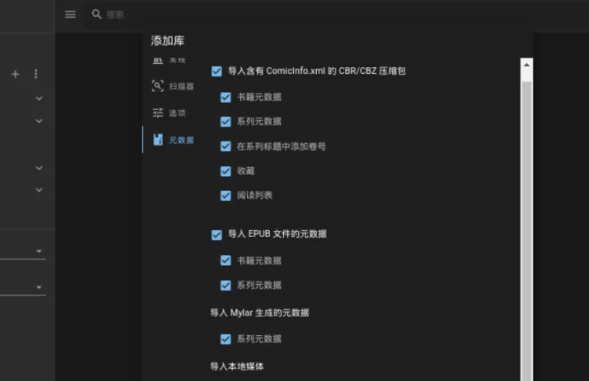 搜索
添加库
常规
扫描器
选项
元数据
导入含有 ComicInfo.xml 的 CBR/CBZ 压缩包
书籍元数据
系列元数据
在系列标题中添加卷号
收藏
阅读列表
导入 EPUB 文件的元数据
书籍元数据
系列元数据
导入 Mylar 生成的元数据
系列元数据
导入本地媒体